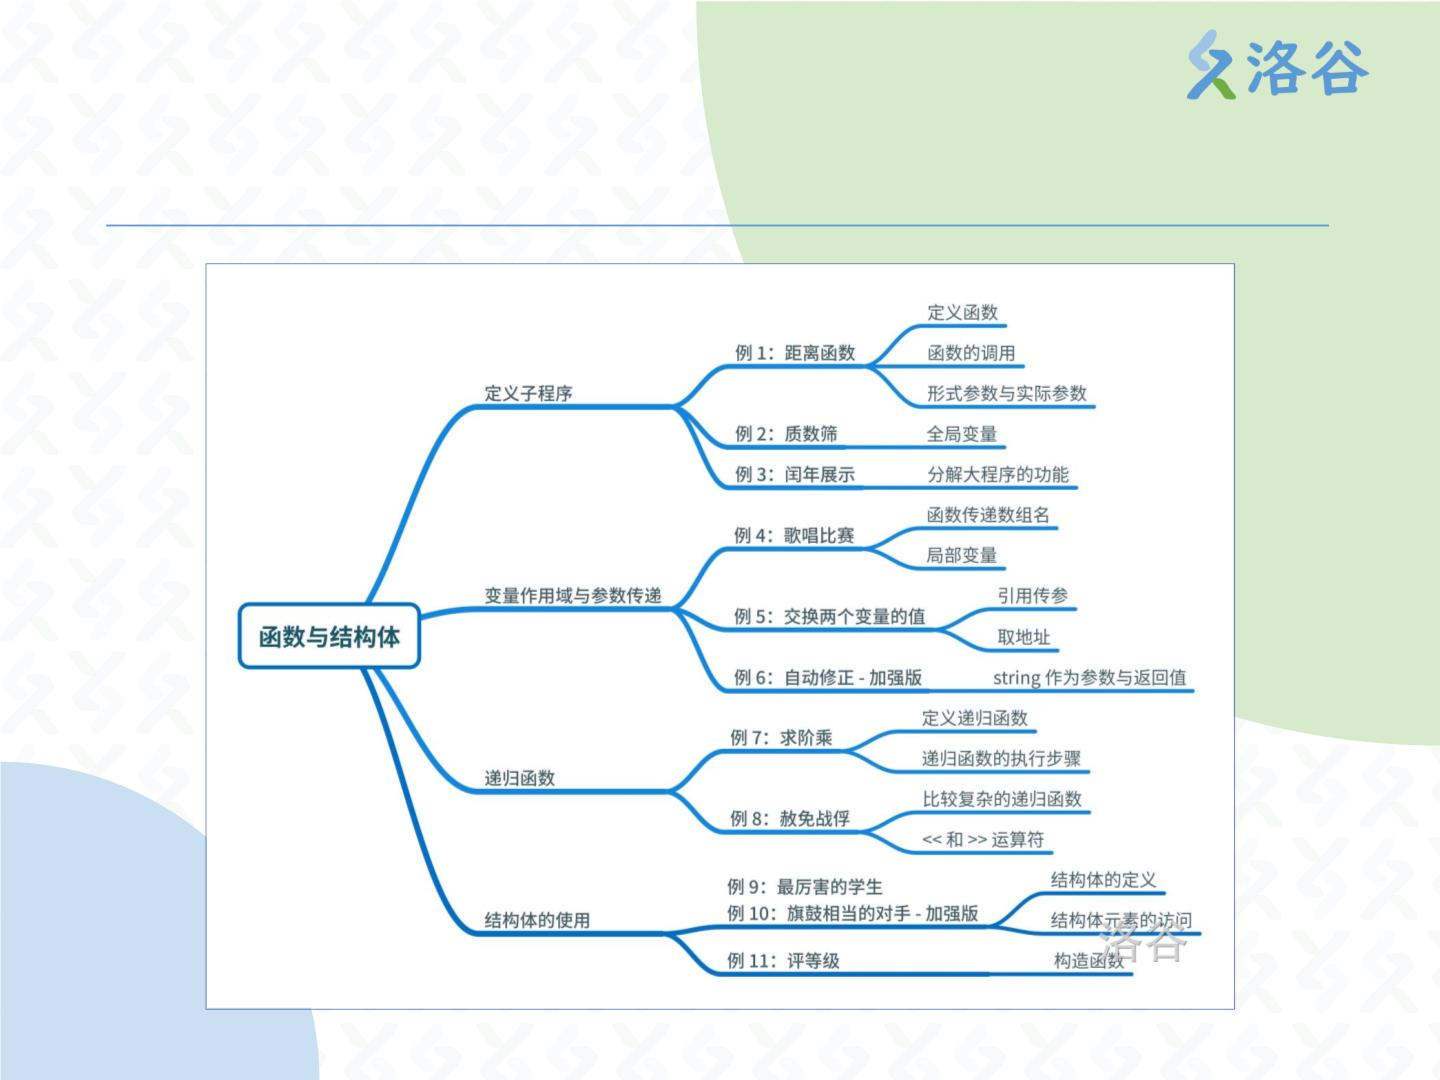 洛谷
定义函数
例 1：距离函数
函数的调用
定义子程序
形式参数与实际参数
例 2：质数筛
全局变量
例 3：闰年展示
分解大程序的功能
函数传递数组名
例 4：歌唱比赛
局部变量
变量作用域与参数传递
引用传参
例 5：交换两个变量的值
取地址
函数与结构体
例 6：自动修正 - 加强版
string 作为参数与返回值
定义递归函数
例 7：求阶乘
递归函数的执行步骤
递归函数
比较复杂的递归函数
例 8：赦免战俘
<< 和 >> 运算符
结构体的定义
例 9：最厉害的学生
例 10：旗鼓相当的对手 - 加强版
结构体的使用
结构体元素的访问
洛谷
例 11：评等级
构造函数